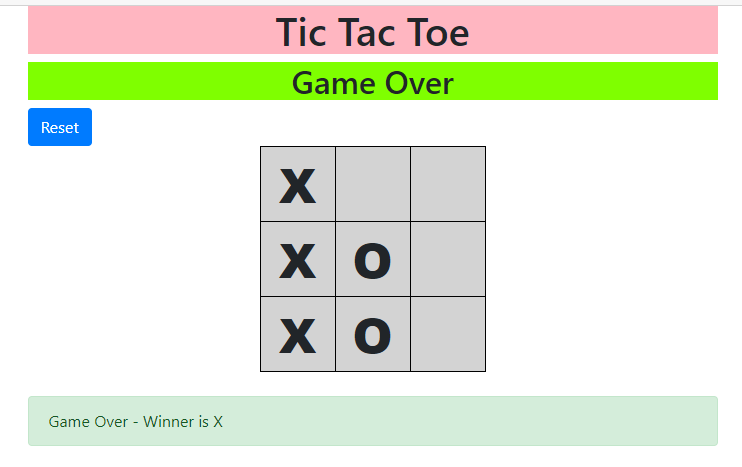 Tic Tac Toe
Game Over
Reset
X
X O
X O
Game Over - Winner is X